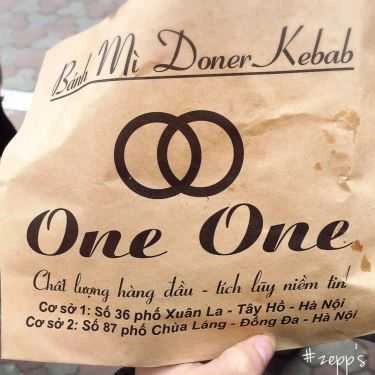 Bánh Mì Doner Kebab
One One
Chất lượng hàng đầu - tích lũy niềm tin!
Cơ sở 1: Số 36 phố Xuân La - Tây Hồ - Hà Nội
Cơ sở 2: Số 87 phố Chùa Láng - Đống Đa - Hà Nội
#zepp's